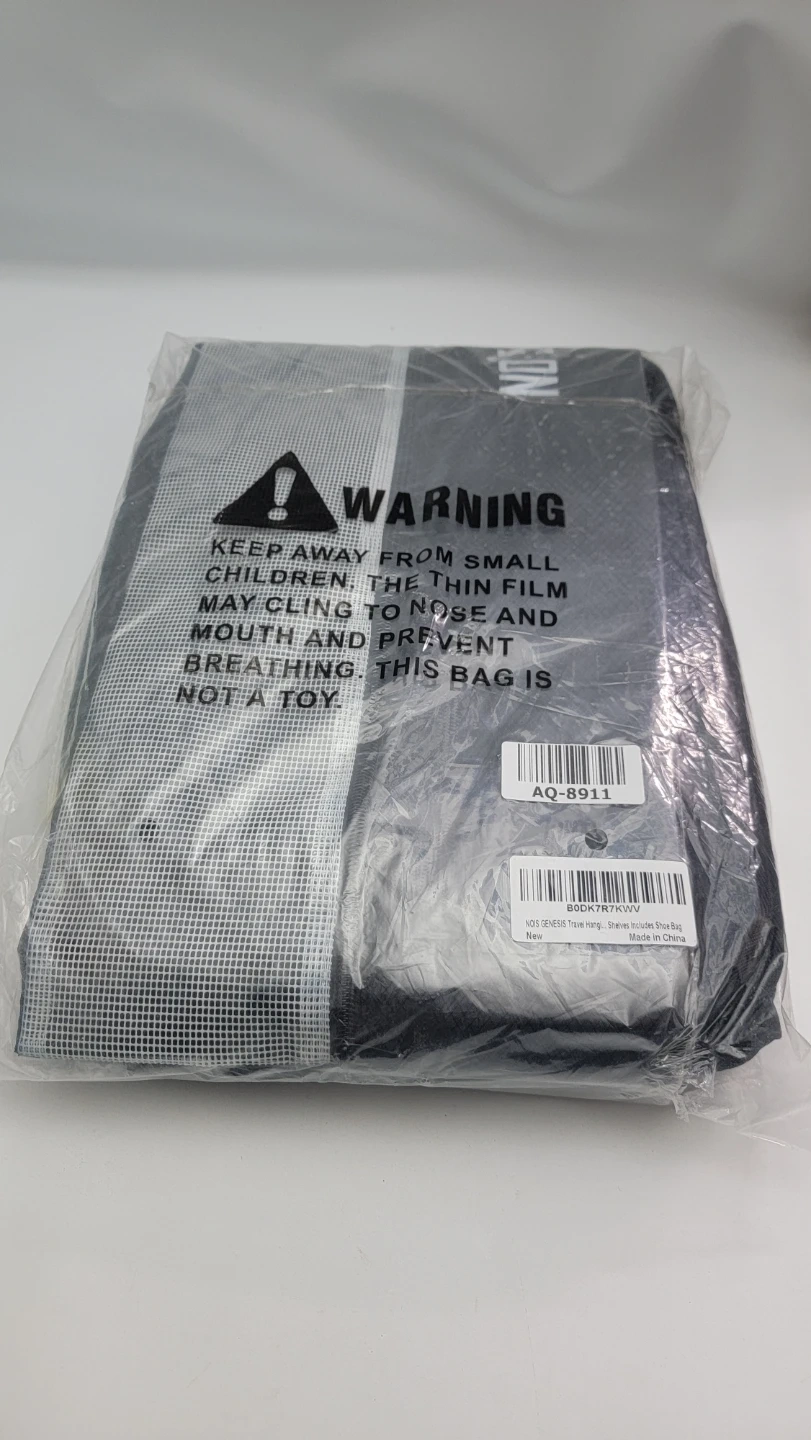 NOIS
WARNING
KEEP AWAY FROM SMALL
CHILDREN. THE THIN FILM
MAY CLING TO NOSE AND
MOUTH AND PREVENT
BREATHING. THIS BAG IS
NOT A TOY.
AQ-8911
B0DK7R7KWV
NOIS GENESIS Travel Hangi... Shelves Includes Shoe Bag
New Made in China